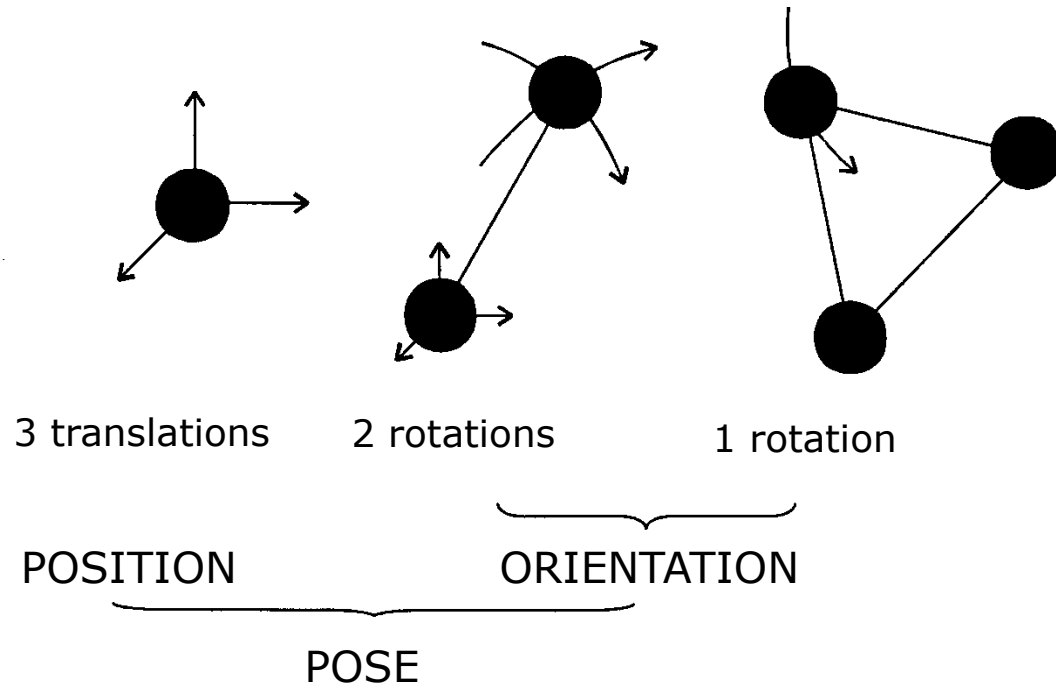 3 translations
2 rotations
1 rotation
POSITION
ORIENTATION
POSE